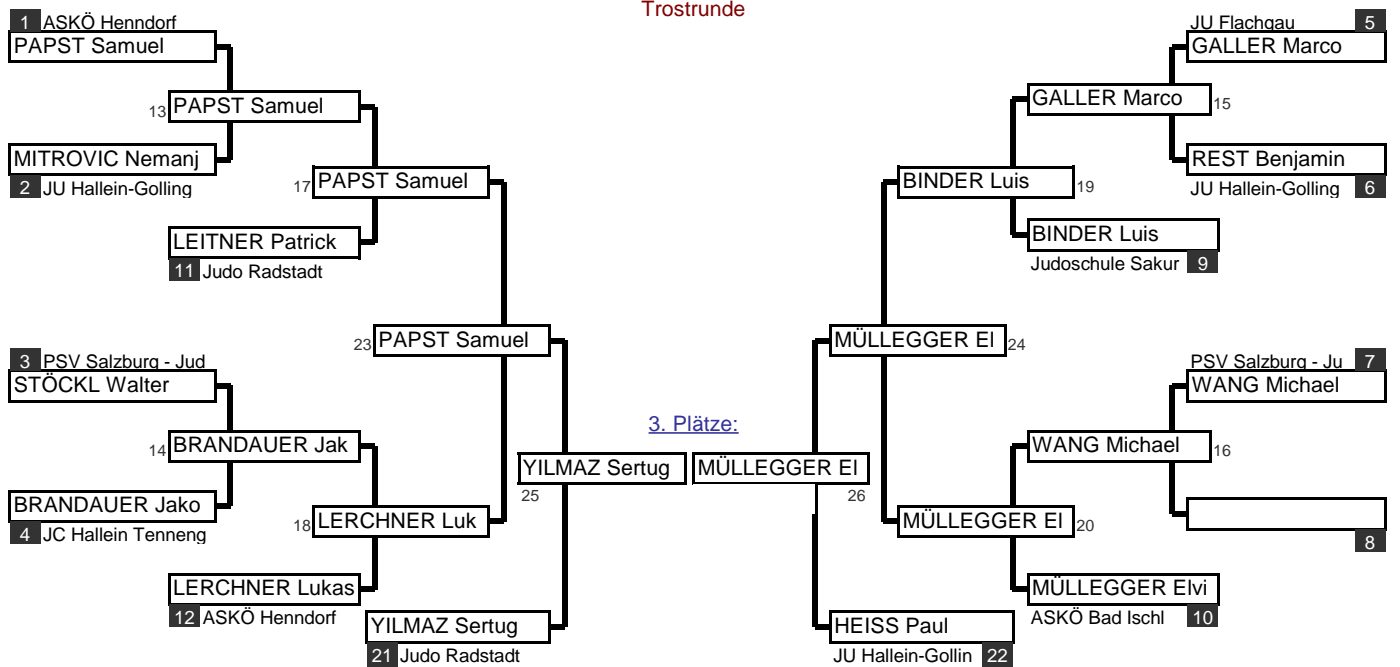 Trostrunde
1 ASKÖ Henndorf
PAPST Samuel
13 PAPST Samuel
MITROVIC Nemanj
2 JU Hallein-Golling
17 PAPST Samuel
LEITNER Patrick
11 Judo Radstadt
23 PAPST Samuel
3 PSV Salzburg - Jud
STÖCKL Walter
14 BRANDAUER Jak
BRANDAUER Jako
4 JC Hallein Tenneng
18 LERCHNER Luk
LERCHNER Lukas
12 ASKÖ Henndorf
YILMAZ Sertug
21 Judo Radstadt
3. Plätze:
YILMAZ Sertug
25
MÜLLEGGER El
26
JU Flachgau 5
GALLER Marco
GALLER Marco 15
REST Benjamin
JU Hallein-Golling 6
BINDER Luis 19
BINDER Luis
Judoschule Sakur 9
MÜLLEGGER El 24
PSV Salzburg - Ju 7
WANG Michael
WANG Michael 16
8
MÜLLEGGER El 20
MÜLLEGGER Elvi
ASKÖ Bad Ischl 10
HEISS Paul
JU Hallein-Gollin 22